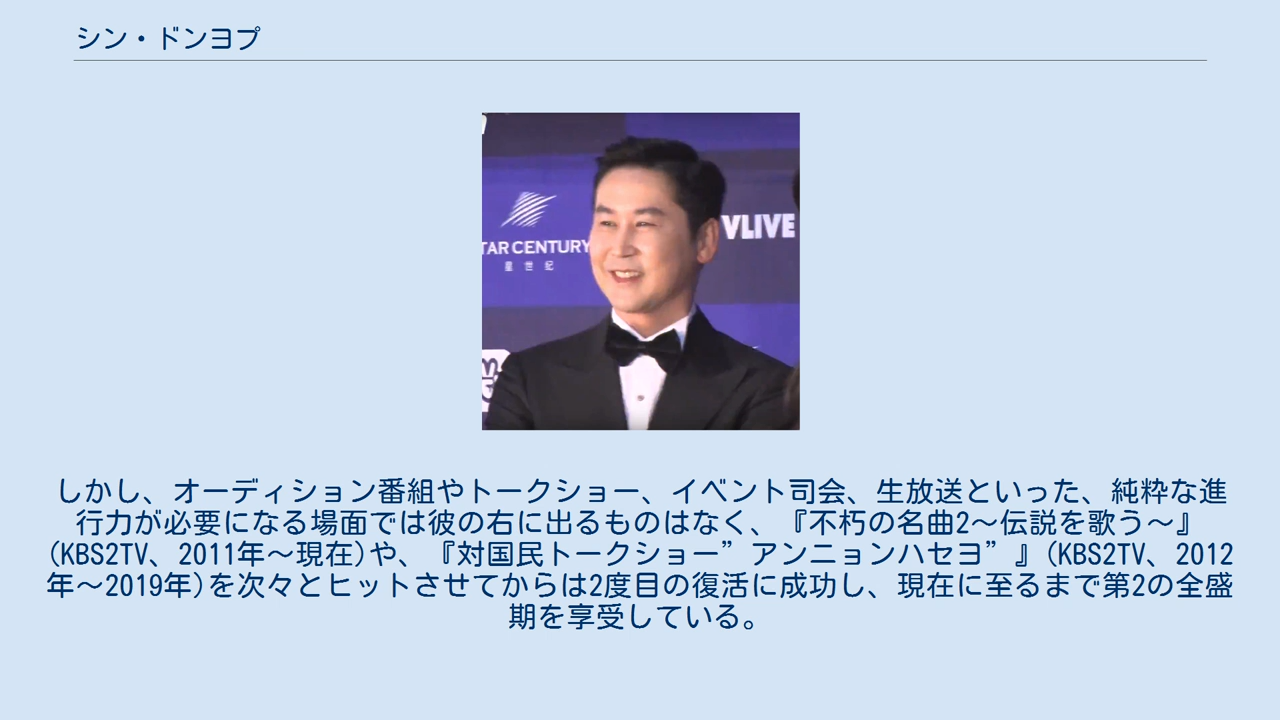 シン・ドンヨプ
TAR CENTURY
星世纪
VLIVE
しかし、オーディション番組やトークショー、イベント司会、生放送といった、純粋な進
行力が必要になる場面では彼の右に出るものはなく、『不朽の名曲2～伝説を歌う～』
(KBS2TV、2011年～現在)や、『対国民トークショー”アンニョンハセヨ”』(KBS2TV、2012
年～2019年)を次々とヒットさせてからは2度目の復活に成功し、現在に至るまで第2の全盛
期を享受している。